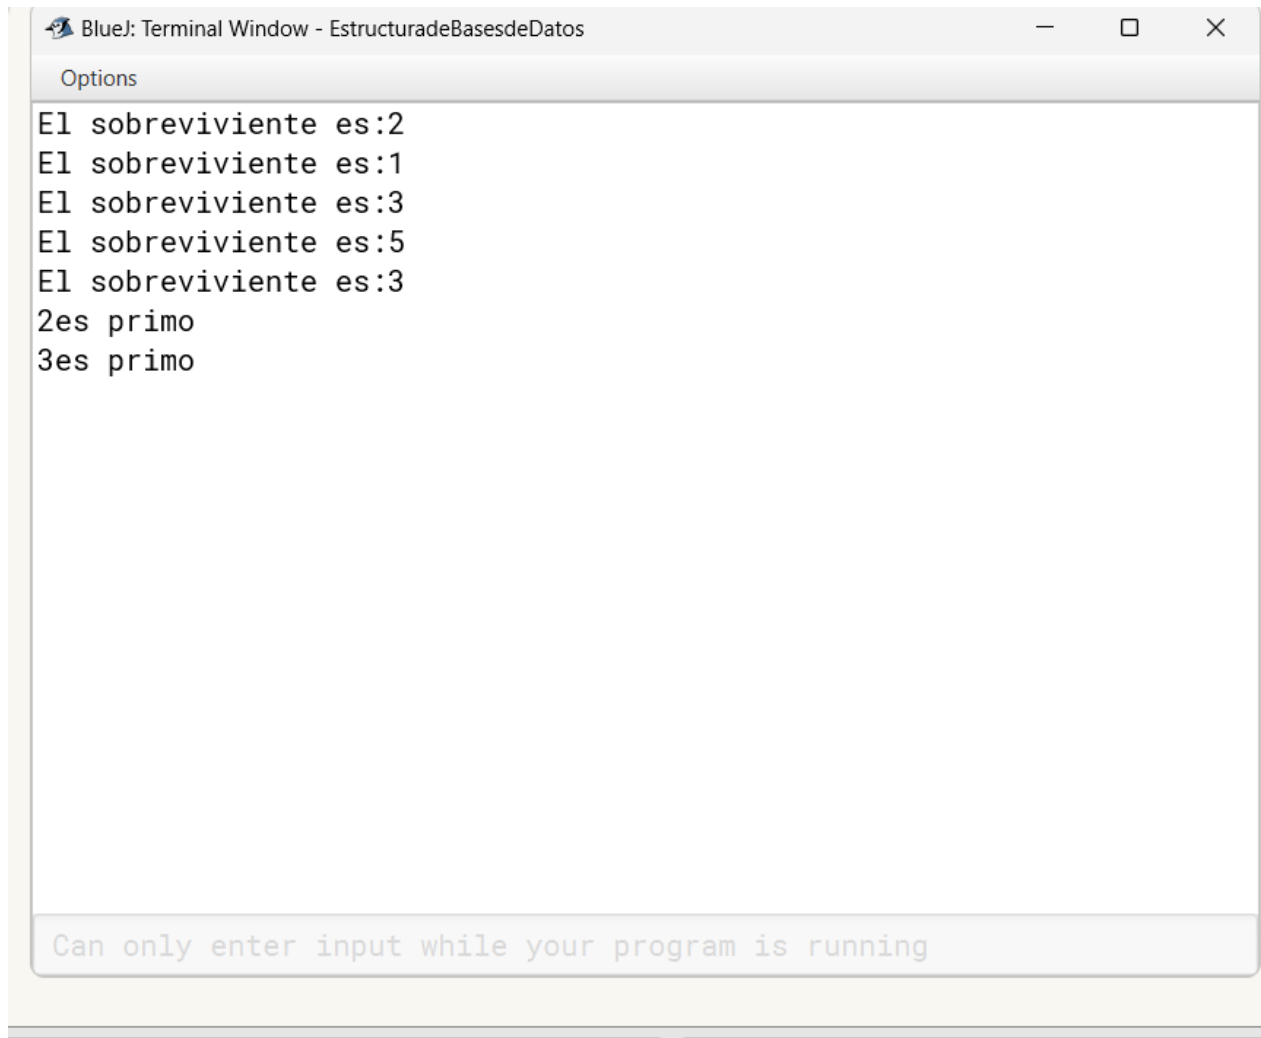 BlueJ: Terminal Window - EstructuradeBasesdeDatos
Options
El sobreviviente es:2
El sobreviviente es:1
El sobreviviente es:3
El sobreviviente es:5
El sobreviviente es:3
2es primo
3es primo
Can only enter input while your program is running